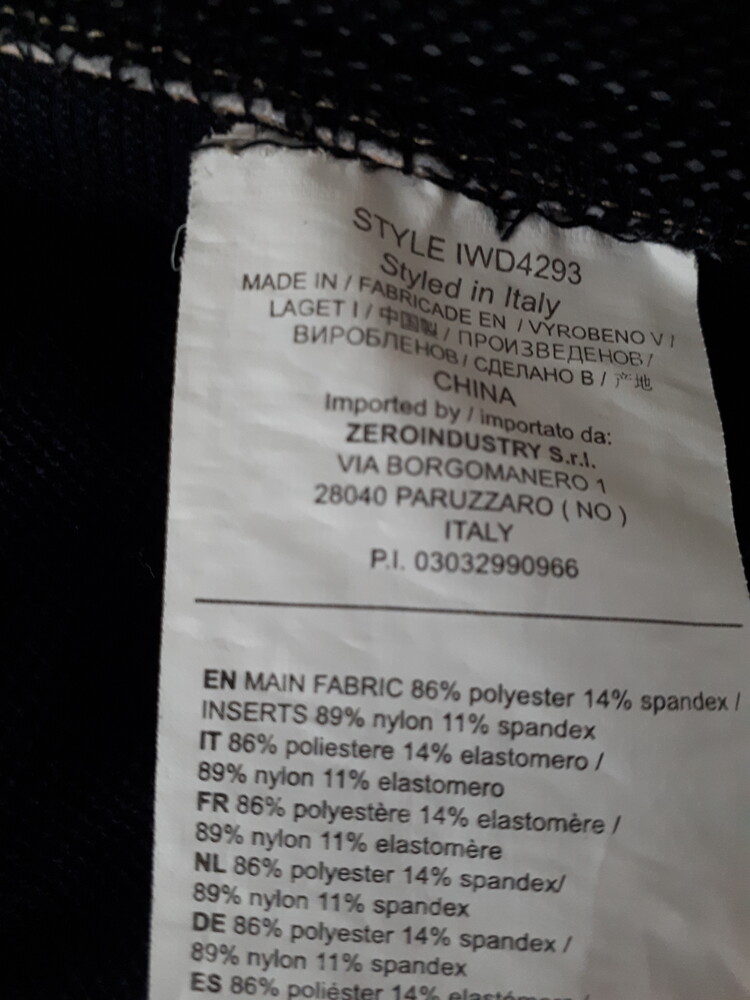 STYLE IWD4293
Styled in Italy
MADE IN / FABRICADE EN / VYROBENO V /
LAGET I / 中国製 / ПРОИЗВЕДЕНОВ /
ВИРОБЛЕНОВ / СДЕЛАНО В / 产地
CHINA
Imported by / importato da:
ZEROINDUSTRY S.r.l.
VIA BORGOMANERO 1
28040 PARUZZARO ( NO )
ITALY
P.I. 03032990966
EN MAIN FABRIC 86% polyester 14% spandex /
INSERTS 89% nylon 11% spandex
IT 86% poliestere 14% elastomero /
89% nylon 11% elastomero
FR 86% polyestère 14% elastomère /
89% nylon 11% elastomère
NL 86% polyester 14% spandex/
89% nylon 11% spandex
DE 86% polyester 14% spandex /
89% nylon 11% spandex
ES 86% poliéster 14%